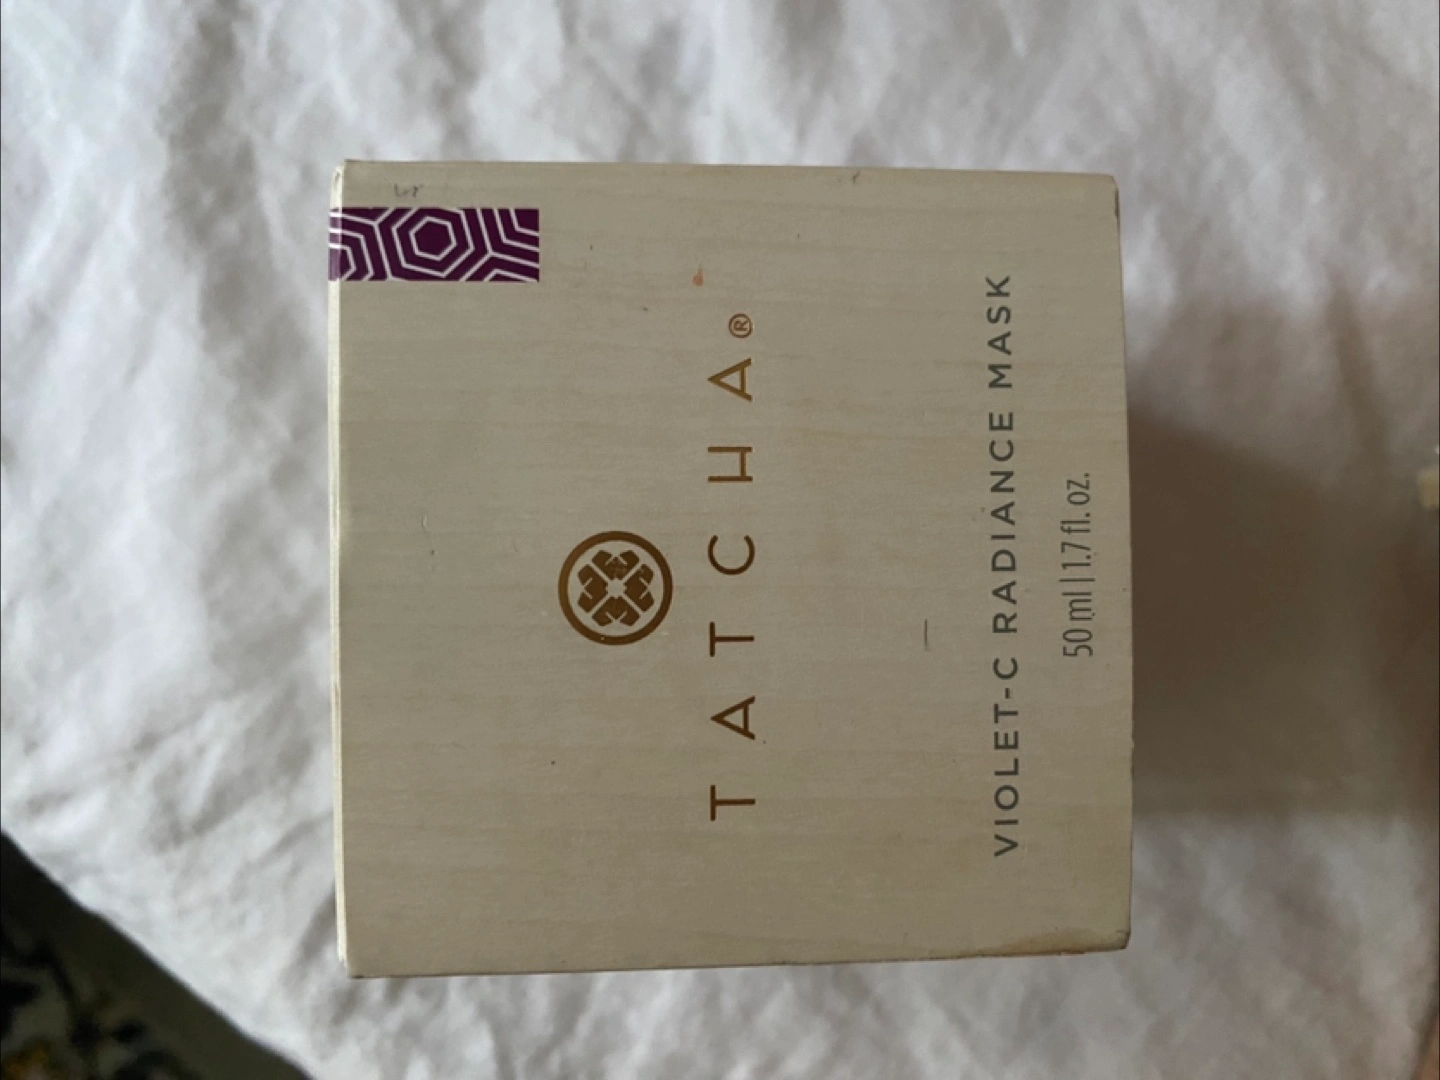 TATCHA®
VIOLET-C RADIANCE MASK
50 ml | 1.7 fl. oz.